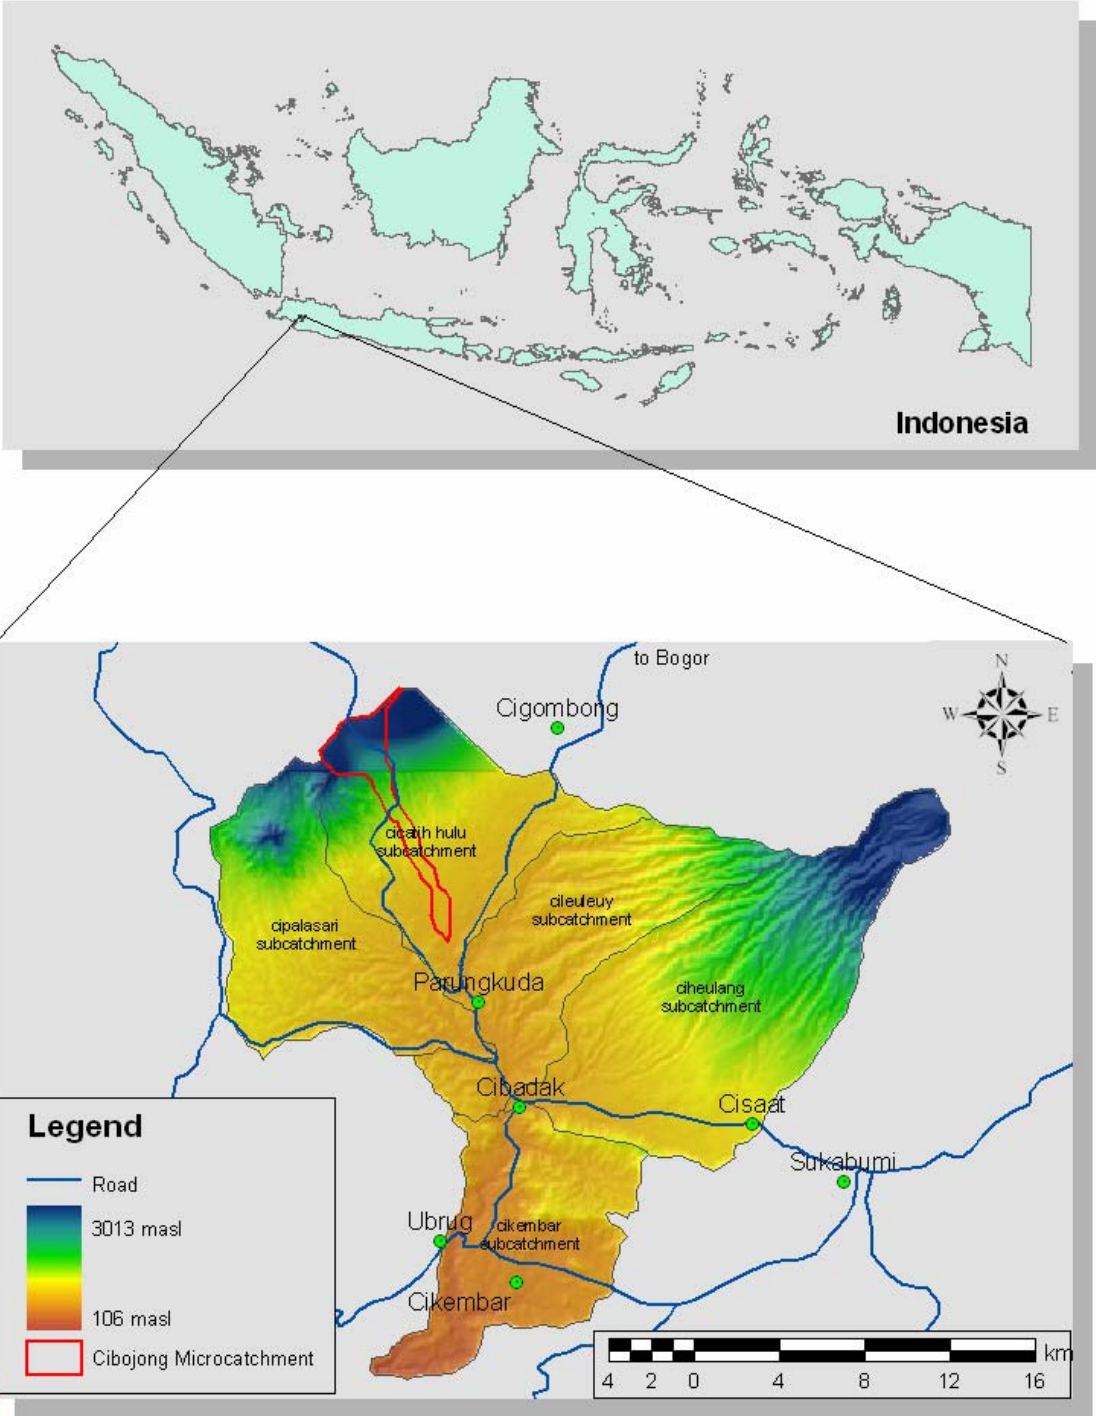 Indonesia
to Bogor
N
W
E
S
Cigombong
cicatih hulu
subcatchment
cileuleuy
subcatchment
cipalasari
subcatchment
Parungkuda
ciheulang
subcatchment
Cibadak
Cisaat
Sukabumi
Ubrug
cikembar
subcatchment
Cikembar
Legend
Road
3013 masl
106 masl
Cibojong Microcatchment
km
4 2 0 4 8 12 16